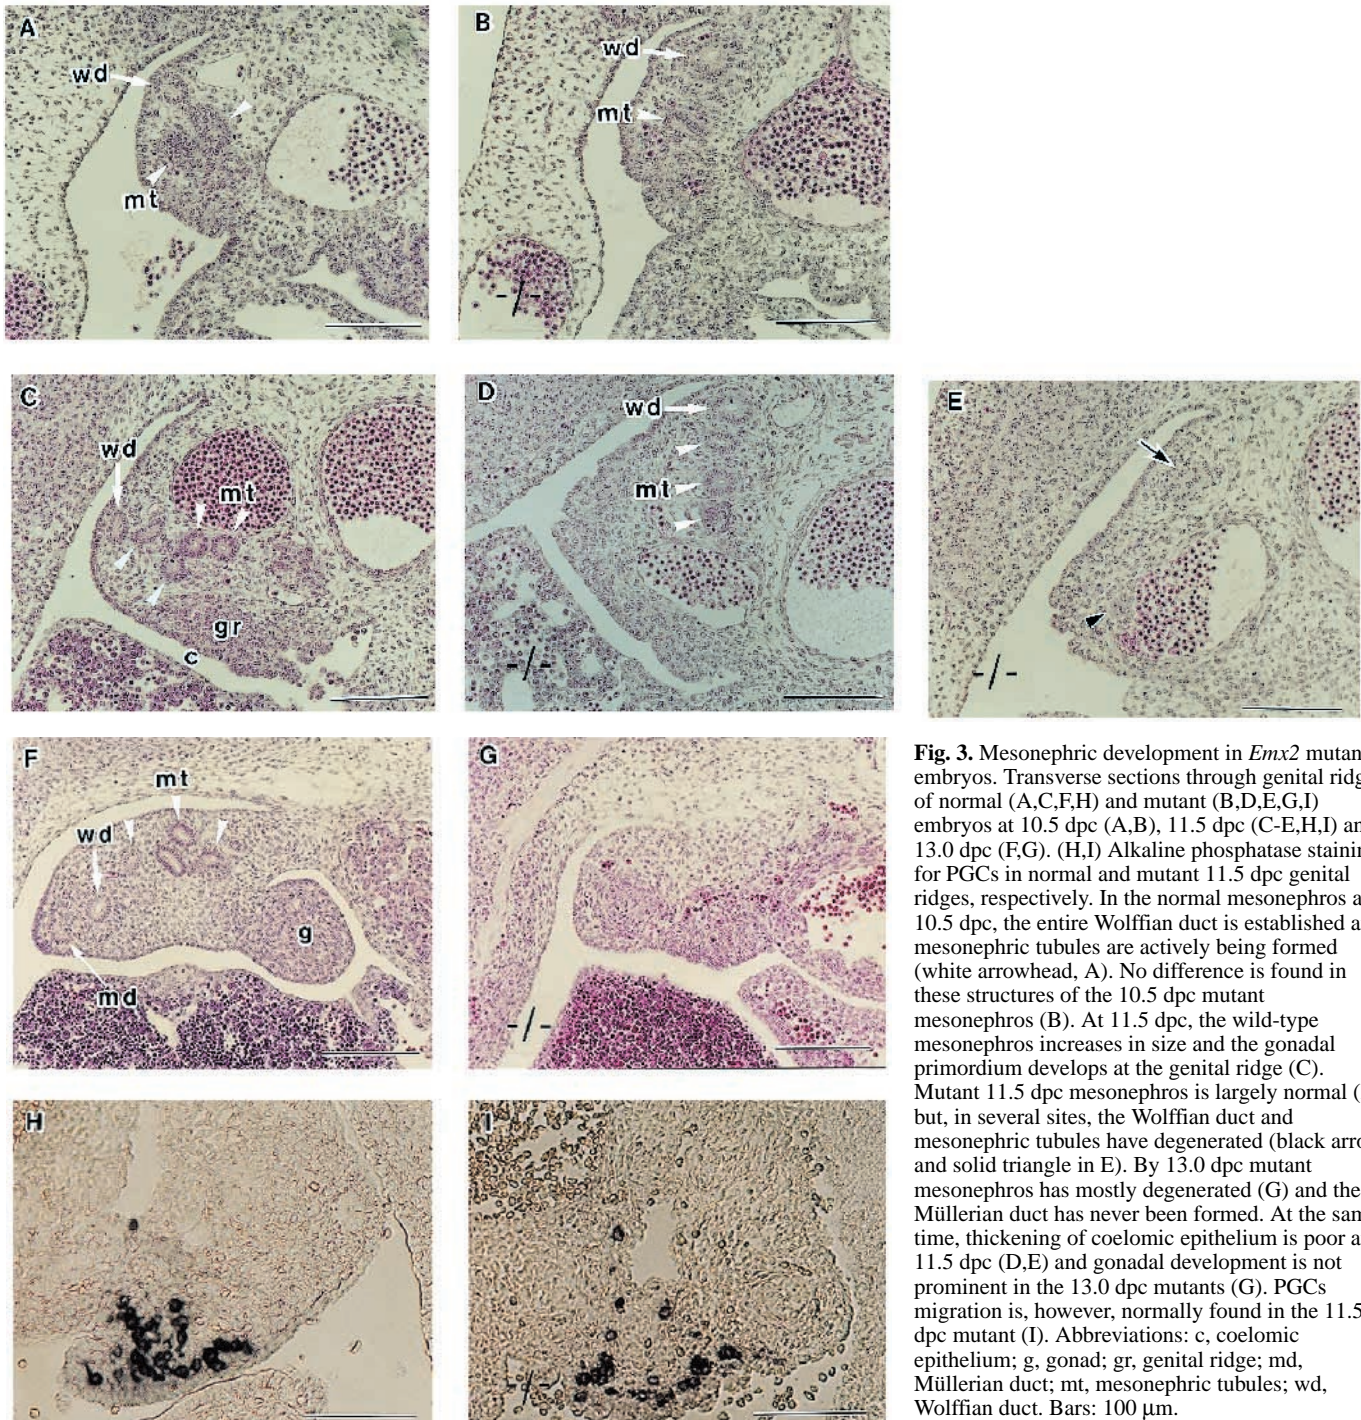 A
wd
mt
B
wd
mt
-/-
C
wd
mt
gr
c
D
wd
mt
-/-
E
-/-
F
mt
wd
g
md
G
-/-
H
I
-/-
Fig. 3. Mesonephric development in Emx2 mutan
embryos. Transverse sections through genital ridg
of normal (A,C,F,H) and mutant (B,D,E,G,I)
embryos at 10.5 dpc (A,B), 11.5 dpc (C-E,H,I) an
13.0 dpc (F,G). (H,I) Alkaline phosphatase stainin
for PGCs in normal and mutant 11.5 dpc genital
ridges, respectively. In the normal mesonephros a
10.5 dpc, the entire Wolffian duct is established a
mesonephric tubules are actively being formed
(white arrowhead, A). No difference is found in
these structures of the 10.5 dpc mutant
mesonephros (B). At 11.5 dpc, the wild-type
mesonephros increases in size and the gonadal
primordium develops at the genital ridge (C).
Mutant 11.5 dpc mesonephros is largely normal (
but, in several sites, the Wolffian duct and
mesonephric tubules have degenerated (black arro
and solid triangle in E). By 13.0 dpc mutant
mesonephros has mostly degenerated (G) and the
Müllerian duct has never been formed. At the sam
time, thickening of coelomic epithelium is poor a
11.5 dpc (D,E) and gonadal development is not
prominent in the 13.0 dpc mutants (G). PGCs
migration is, however, normally found in the 11.5
dpc mutant (I). Abbreviations: c, coelomic
epithelium; g, gonad; gr, genital ridge; md,
Müllerian duct; mt, mesonephric tubules; wd,
Wolffian duct. Bars: 100 μm.